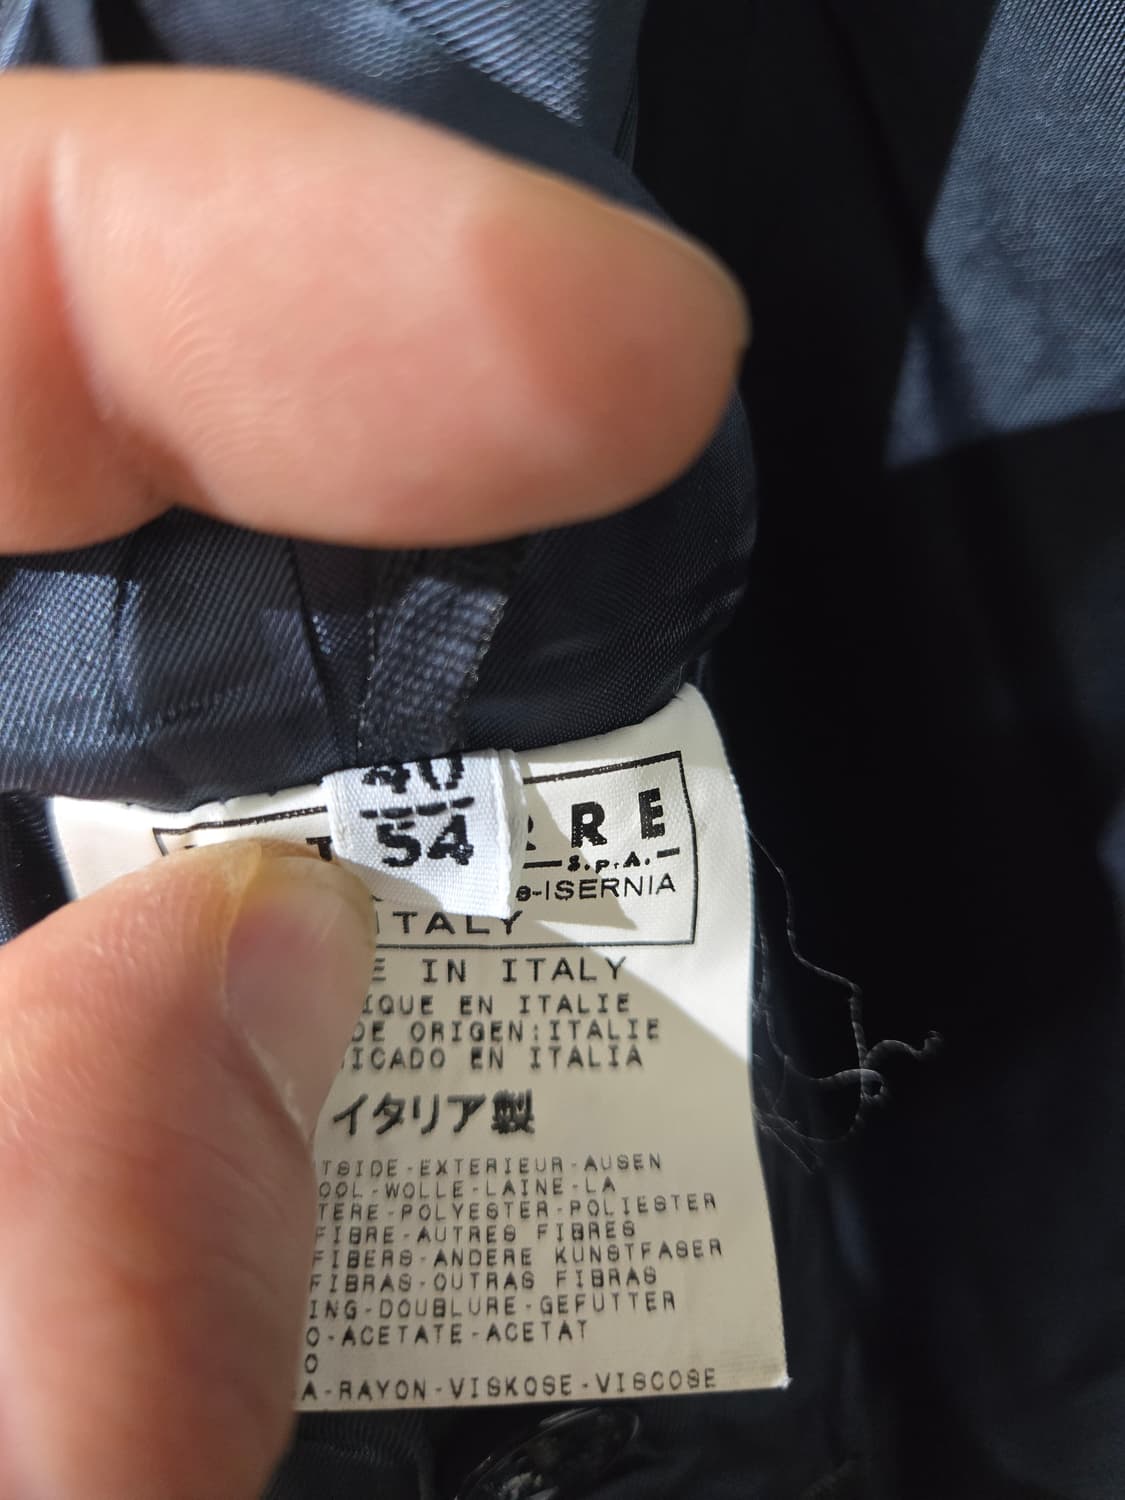 40
54
RE
S.P.A.
e-ISERNIA
ITALY
E IN ITALY
IQUE EN ITALIE
DE ORIGEN:ITALIE
ICADO EN ITALIA
イタリア製
TSIDE-EXTERIEUR-AUSEN
OOL-WOLLE-LAINE-LA
TERE-POLYESTER-POLIESTER
FIBRE-AUTRES FIBRES
FIBERS-ANDERE KUNSTFASER
FIBRAS-OUTRAS FIBRAS
ING-DOUBLURE-GEFUTTER
O-ACETATE-ACETAT
O
A-RAYON-VISKOSE-VISCOSE